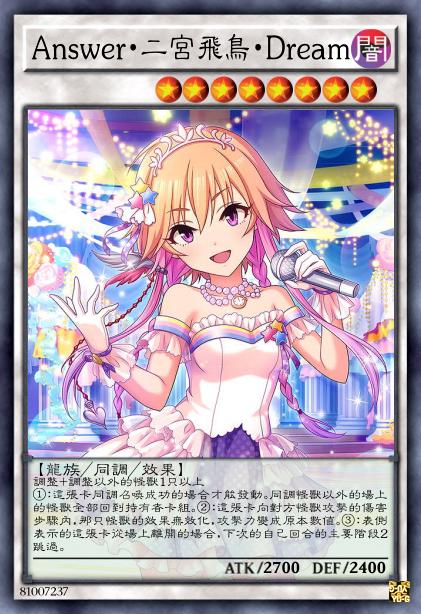 Answer·二宮飛鳥·Dream 闇
【龍族／同調／效果】
調整＋調整以外的怪獸1只以上
①：這張卡同調召喚成功的場合才能發動。同調怪獸以外的場上
的怪獸全部回到持有者卡組。②：這張卡向對方怪獸攻擊的傷害
步驟內，那只怪獸的效果無效化，攻擊力變成原本數值。③：表側
表示的這張卡從場上離開的場合，下次的自己回合的主要階段2
跳過。
ATK/2700 DEF/2400
81007237